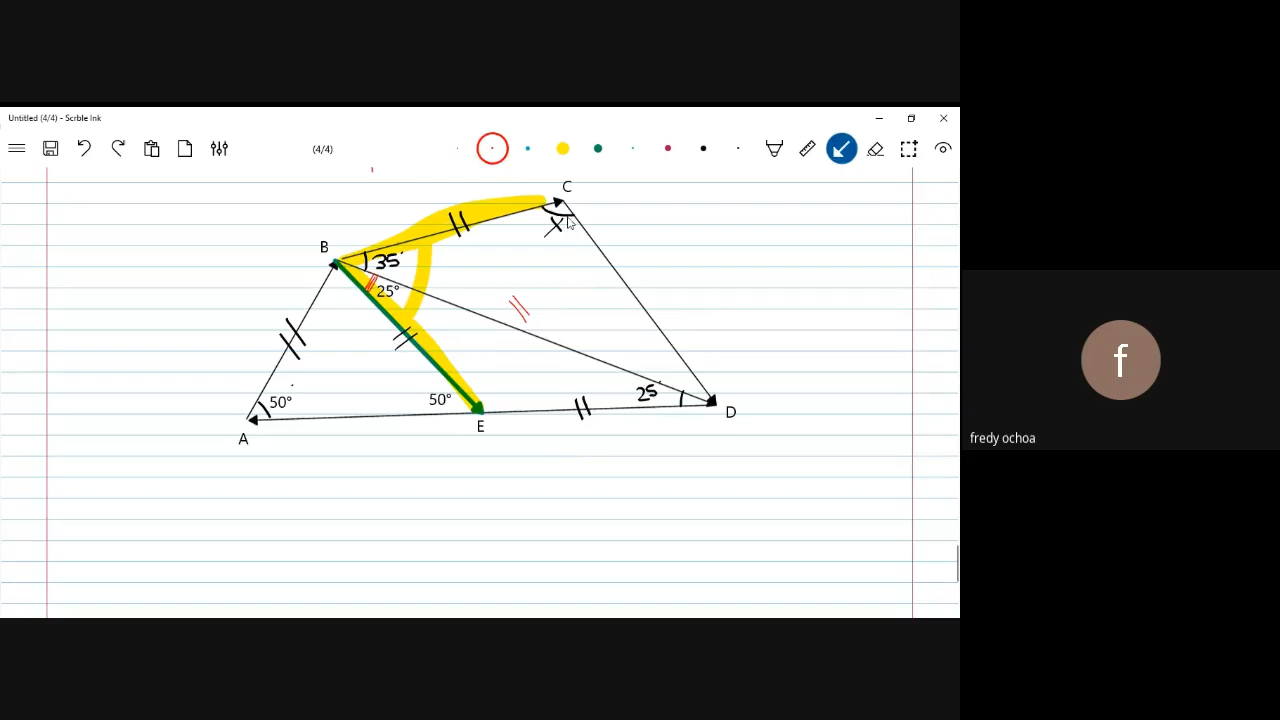 Untitled (4/4) - Scrble Ink
(4/4)
C
X
B
35°
25°
50°
50°
25°
A
E
D
f
fredy ochoa